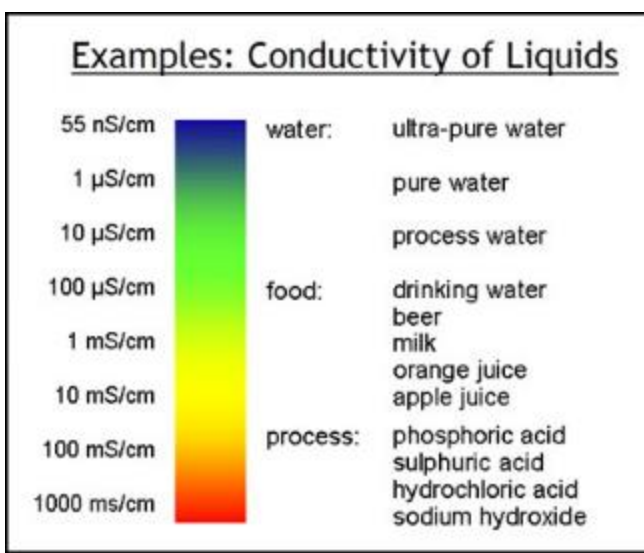 Examples: Conductivity of Liquids
55 nS/cm water: ultra-pure water
1 µS/cm pure water
10 µS/cm process water
100 µS/cm food: drinking water
beer
1 mS/cm milk
orange juice
10 mS/cm apple juice
process: phosphoric acid
100 mS/cm sulphuric acid
hydrochloric acid
1000 ms/cm sodium hydroxide